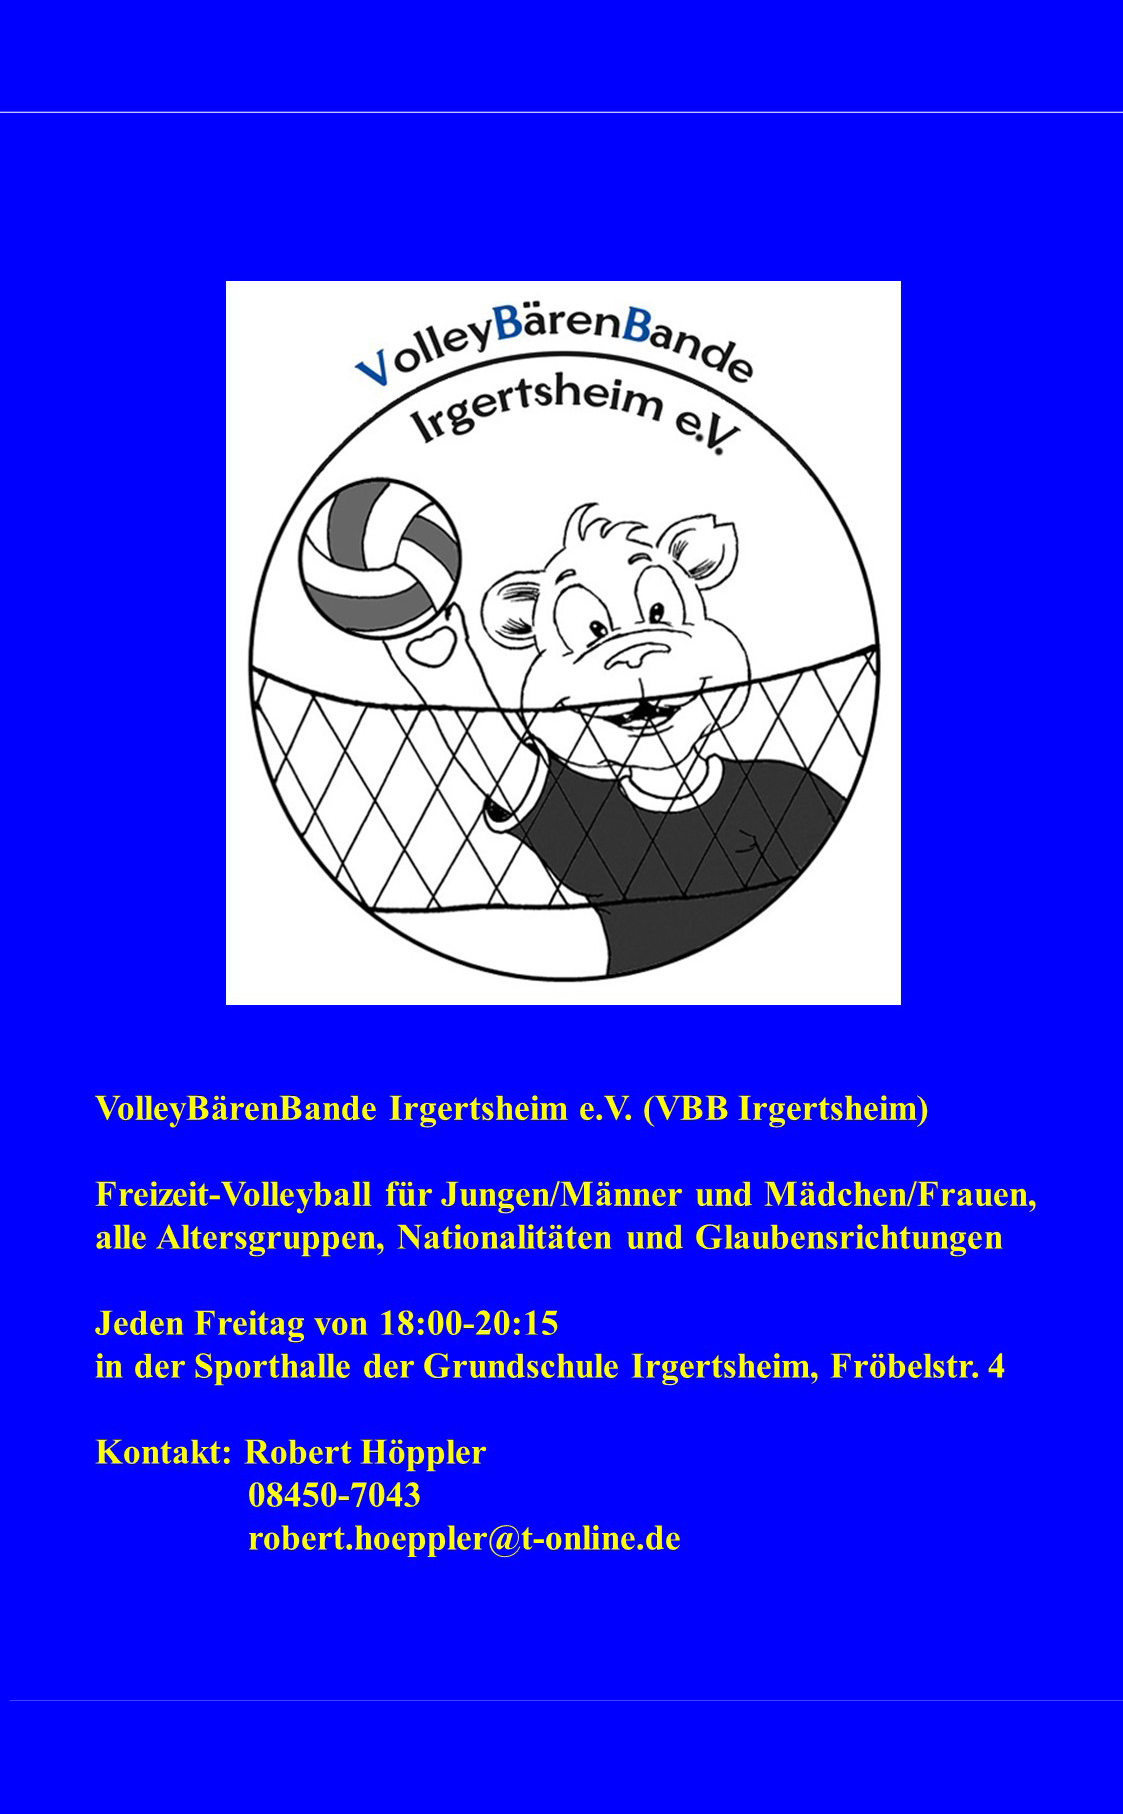 VolleyBärenBande
Irgertsheim e.V.
VolleyBärenBande Irgertsheim e.V. (VBB Irgertsheim)
Freizeit-Volleyball für Jungen/Männer und Mädchen/Frauen,
alle Altersgruppen, Nationalitäten und Glaubensrichtungen
Jeden Freitag von 18:00-20:15
in der Sporthalle der Grundschule Irgertsheim, Fröbelstr. 4
Kontakt: Robert Höppler
08450-7043
robert.hoeppler@t-online.de